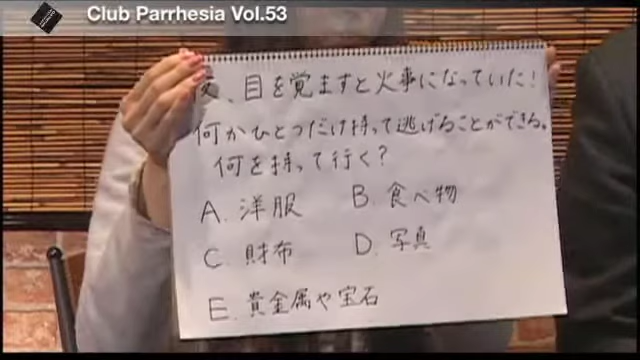 Club Parrhesia Vol.53
夜、目を覚ますと火事になっていた!
何かひとつだけ持って逃げることができる。
何を持って行く?
A. 洋服 B. 食べ物
C. 財布 D. 写真
E. 貴金属や宝石